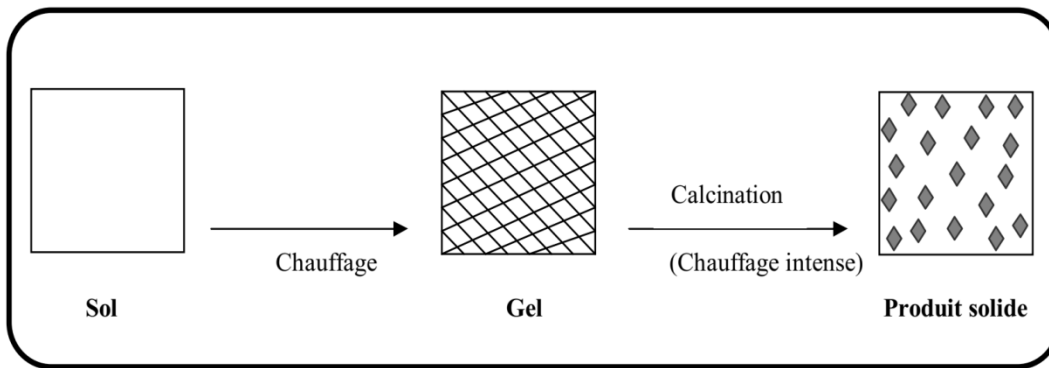 Calcination
Chauffage
(Chauffage intense)
Sol
Gel
Produit solide